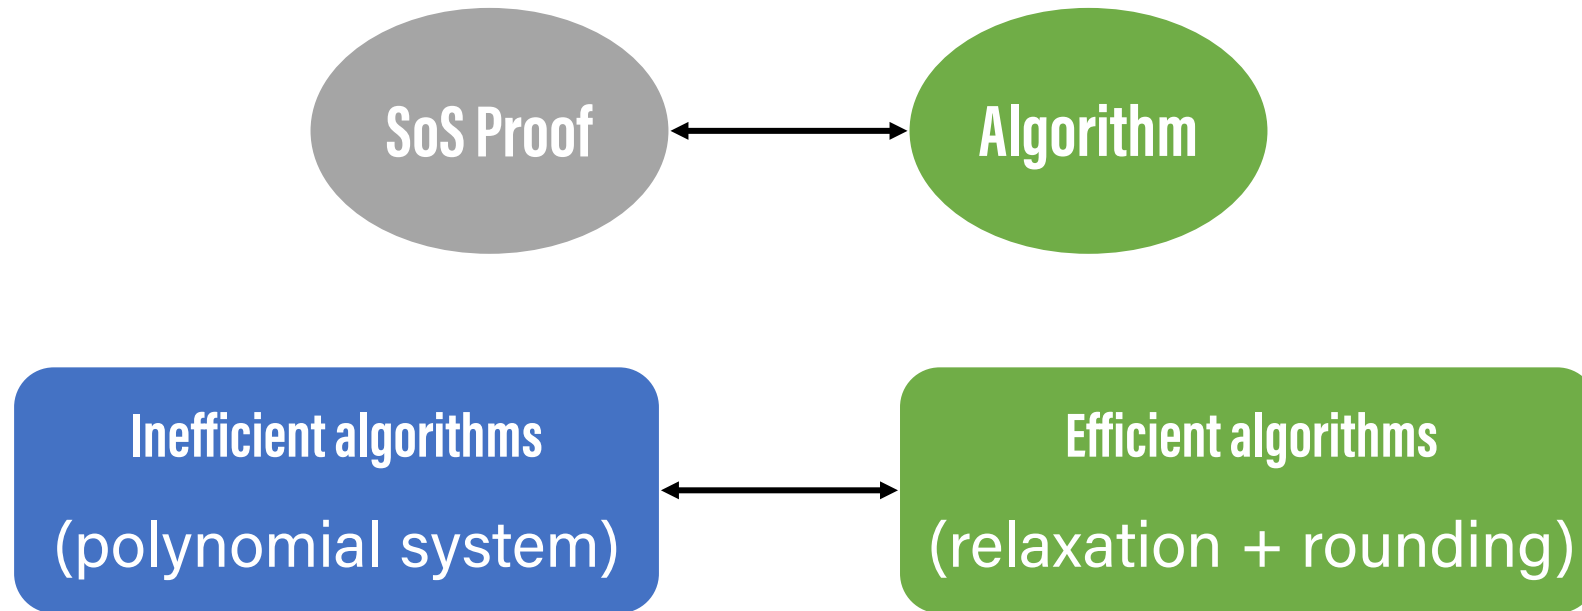 SoS Proof
Algorithm
Inefficient algorithms
(polynomial system)
Efficient algorithms
(relaxation + rounding)